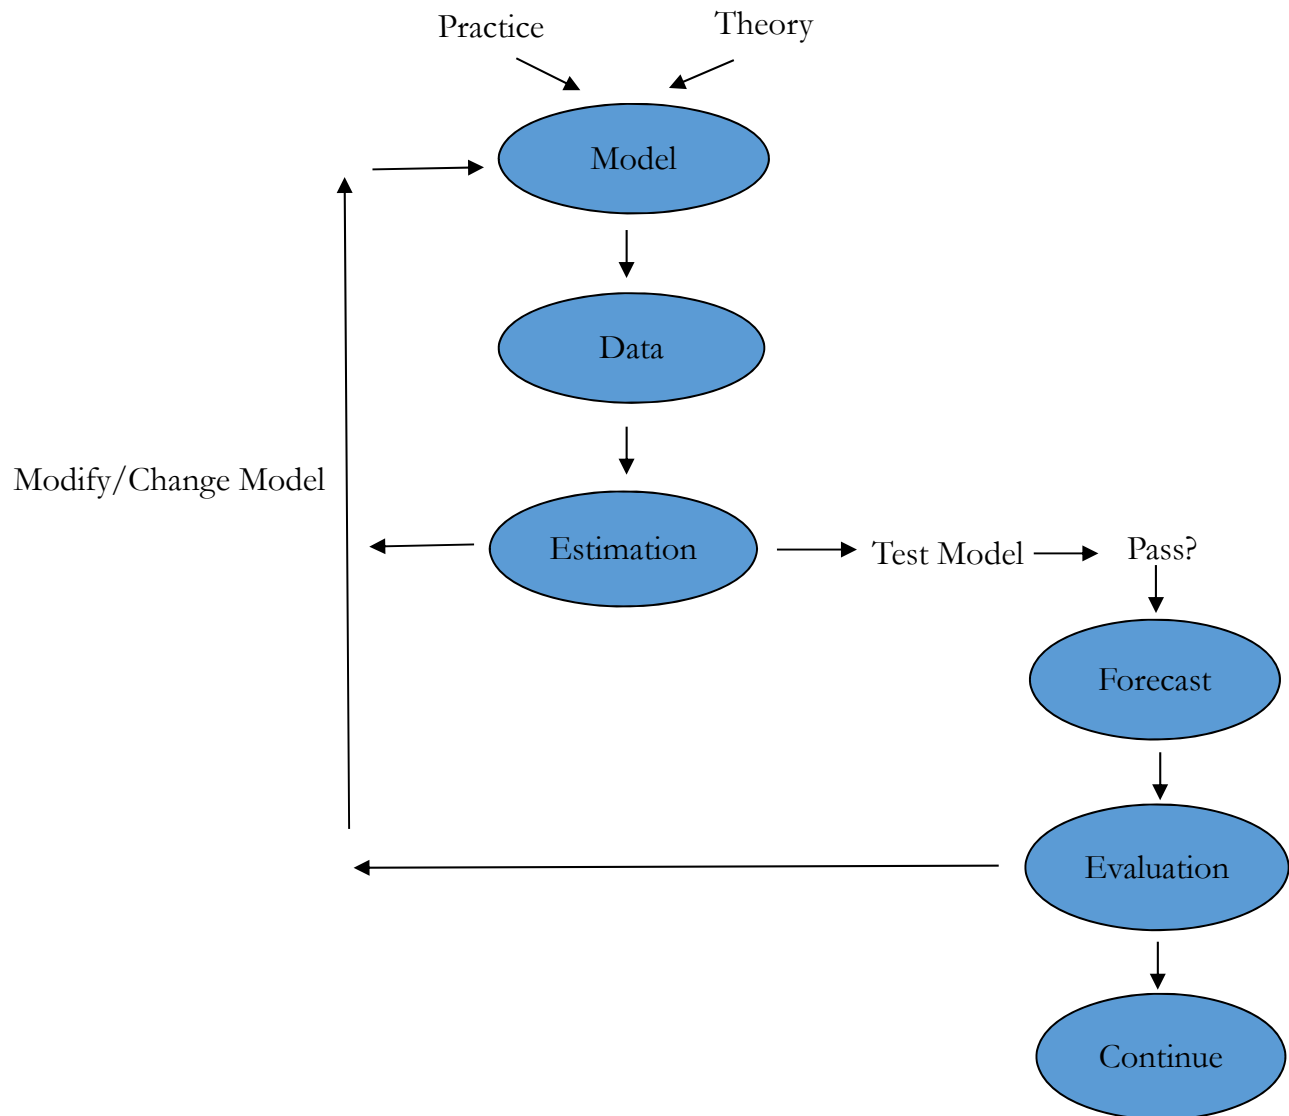 Practice
Theory
Model
Data
Modify/Change Model
Estimation
Test Model
Pass?
Forecast
Evaluation
Continue